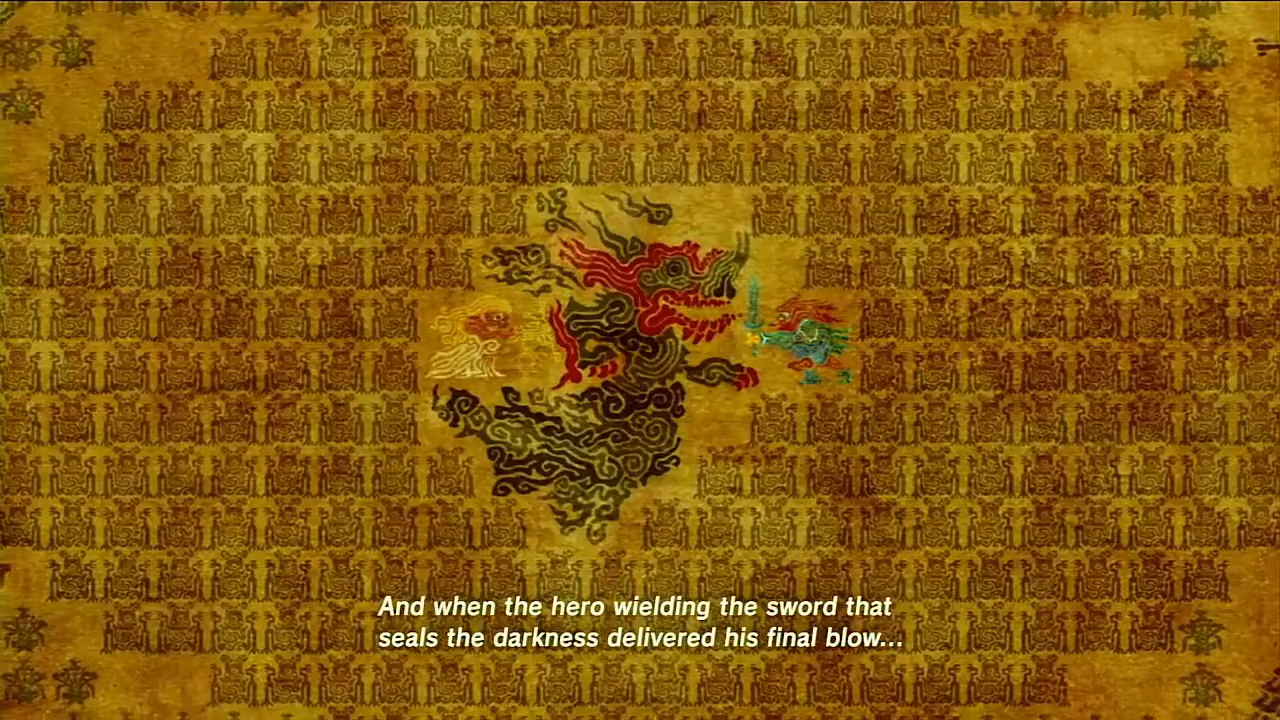 And when the hero wielding the sword that
seals the darkness delivered his final blow...